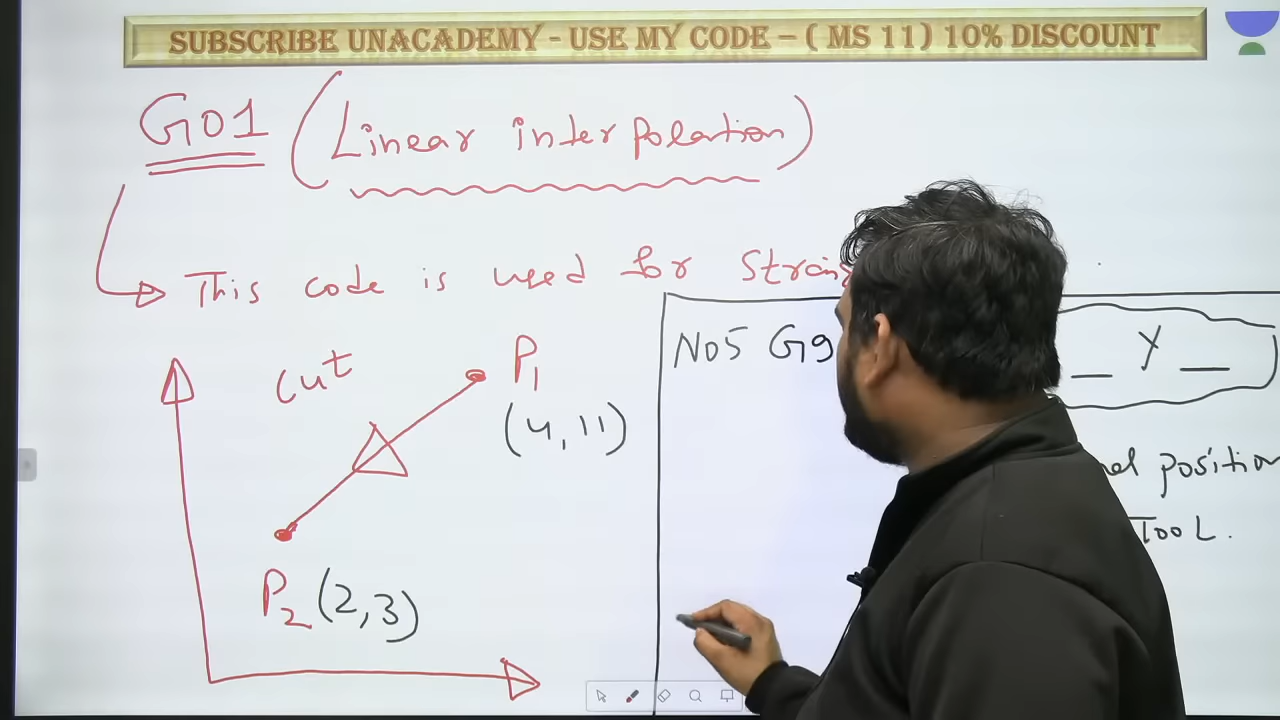 SUBSCRIBE UNACADEMY - USE MY CODE – ( MS 11) 10% DISCOUNT
G01 (Linear interpolation)
This code is used for
cut
P1
(4,11)
P2 (2,3)
N05 G9
_ Y _
position
Tool.